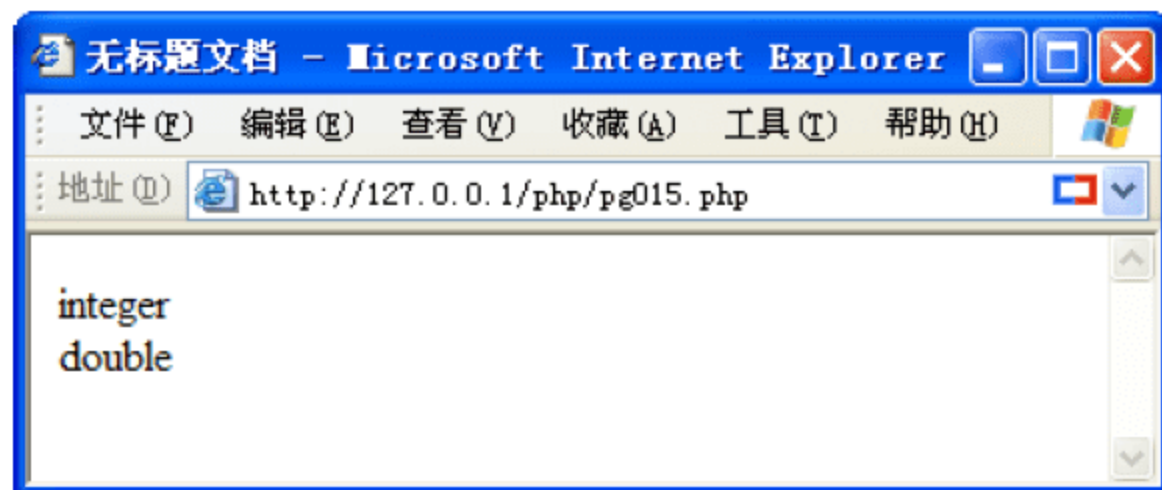 无标题文档 - Microsoft Internet Explorer
文件(F) 编辑(E) 查看(V) 收藏(A) 工具(T) 帮助(H)
地址(D) http://127.0.0.1/php/pg015.php
integer
double